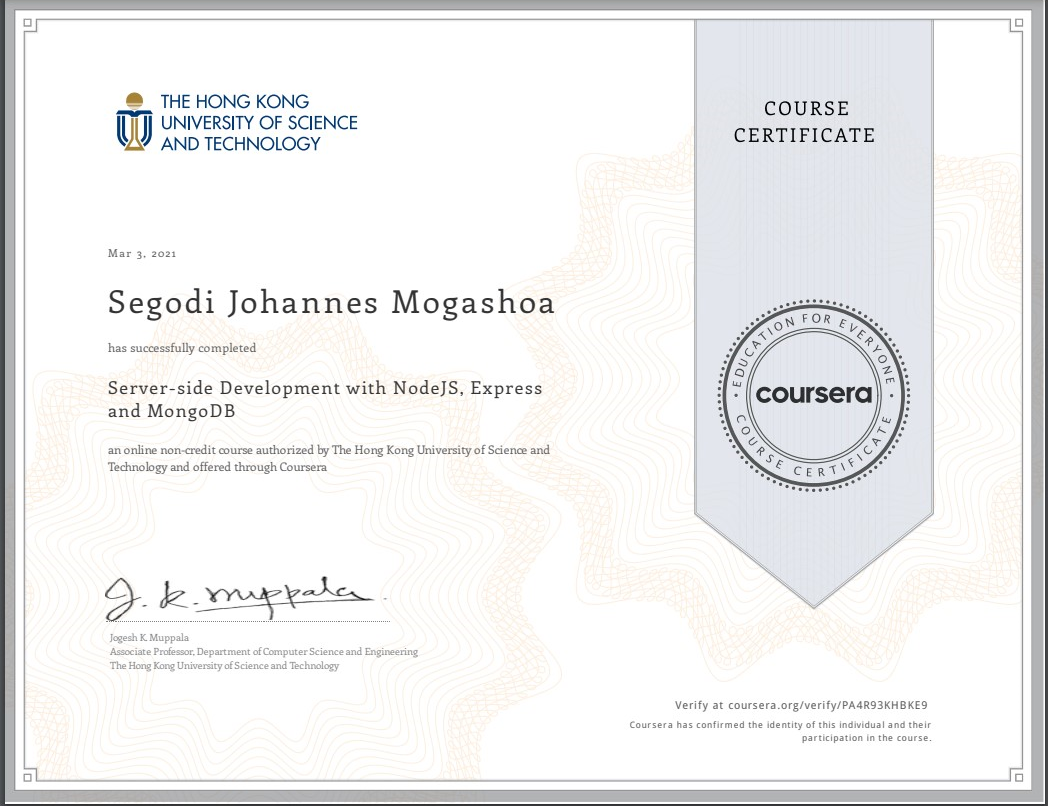 THE HONG KONG
UNIVERSITY OF SCIENCE
AND TECHNOLOGY
COURSE
CERTIFICATE
Mar 3, 2021
Segodi Johannes Mogashoa
has successfully completed
Server-side Development with NodeJS, Express
and MongoDB
an online non-credit course authorized by The Hong Kong University of Science and
Technology and offered through Coursera
EDUCATION FOR EVERYONE
coursera
COURSE CERTIFICATE
J. K. Muppala
Jogesh K. Muppala
Associate Professor, Department of Computer Science and Engineering
The Hong Kong University of Science and Technology
Verify at coursera.org/verify/PA4R93KHBKE9
Coursera has confirmed the identity of this individual and their
participation in the course.